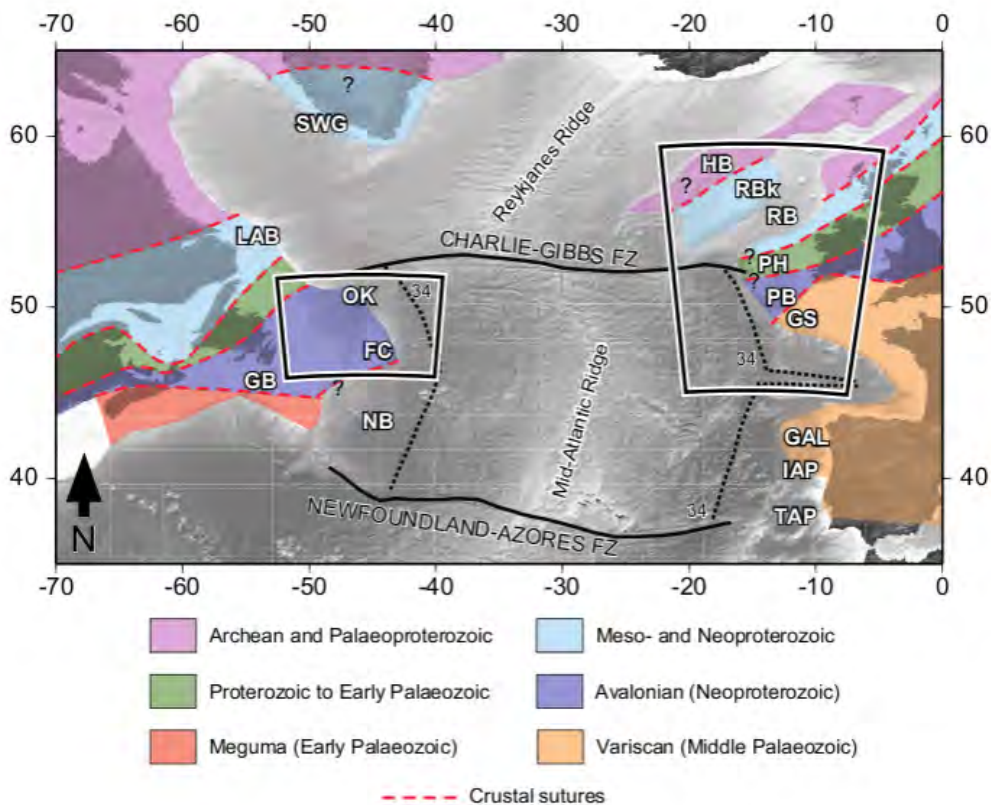 -70 -60 -50 -40 -30 -20 -10 0
?
SWG
60 60
Reykjanes Ridge
HB
?
RBk
RB
LAB
CHARLIE-GIBBS FZ
?
PH
?
50 50
OK
34
PB
GS
FC
34
GB
?
Mid-Atlantic Ridge
NB
GAL
40 40
IAP
N
NEWFOUNDLAND-AZORES FZ
34
TAP
-70 -60 -50 -40 -30 -20 -10 0
Archean and Palaeoproterozoic
Meso- and Neoproterozoic
Proterozoic to Early Palaeozoic
Avalonian (Neoproterozoic)
Meguma (Early Palaeozoic)
Variscan (Middle Palaeozoic)
Crustal sutures